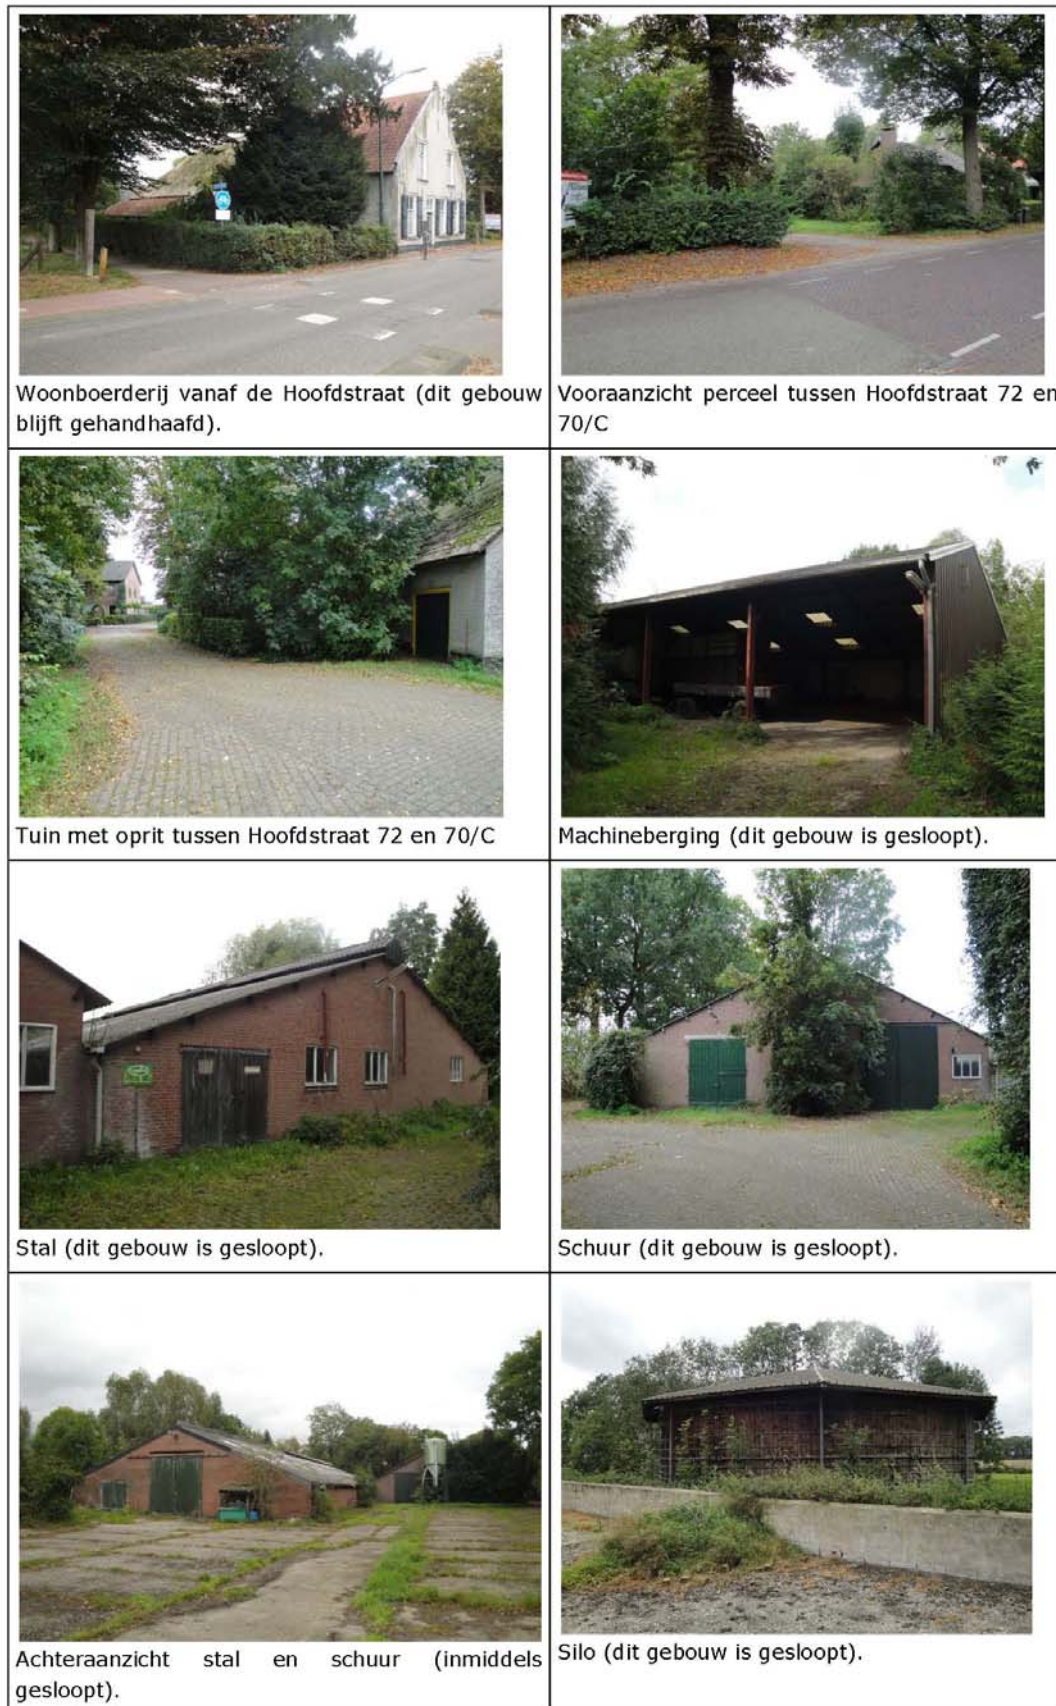 Woonboerderij vanaf de Hoofdstraat (dit gebouw
blijft gehandhaafd).
Vooraanzicht perceel tussen Hoofdstraat 72 en
70/C
Tuin met oprit tussen Hoofdstraat 72 en 70/C
Machineberging (dit gebouw is gesloopt).
Stal (dit gebouw is gesloopt).
Schuur (dit gebouw is gesloopt).
Achteraanzicht stal en schuur (inmiddels
gesloopt).
Silo (dit gebouw is gesloopt).